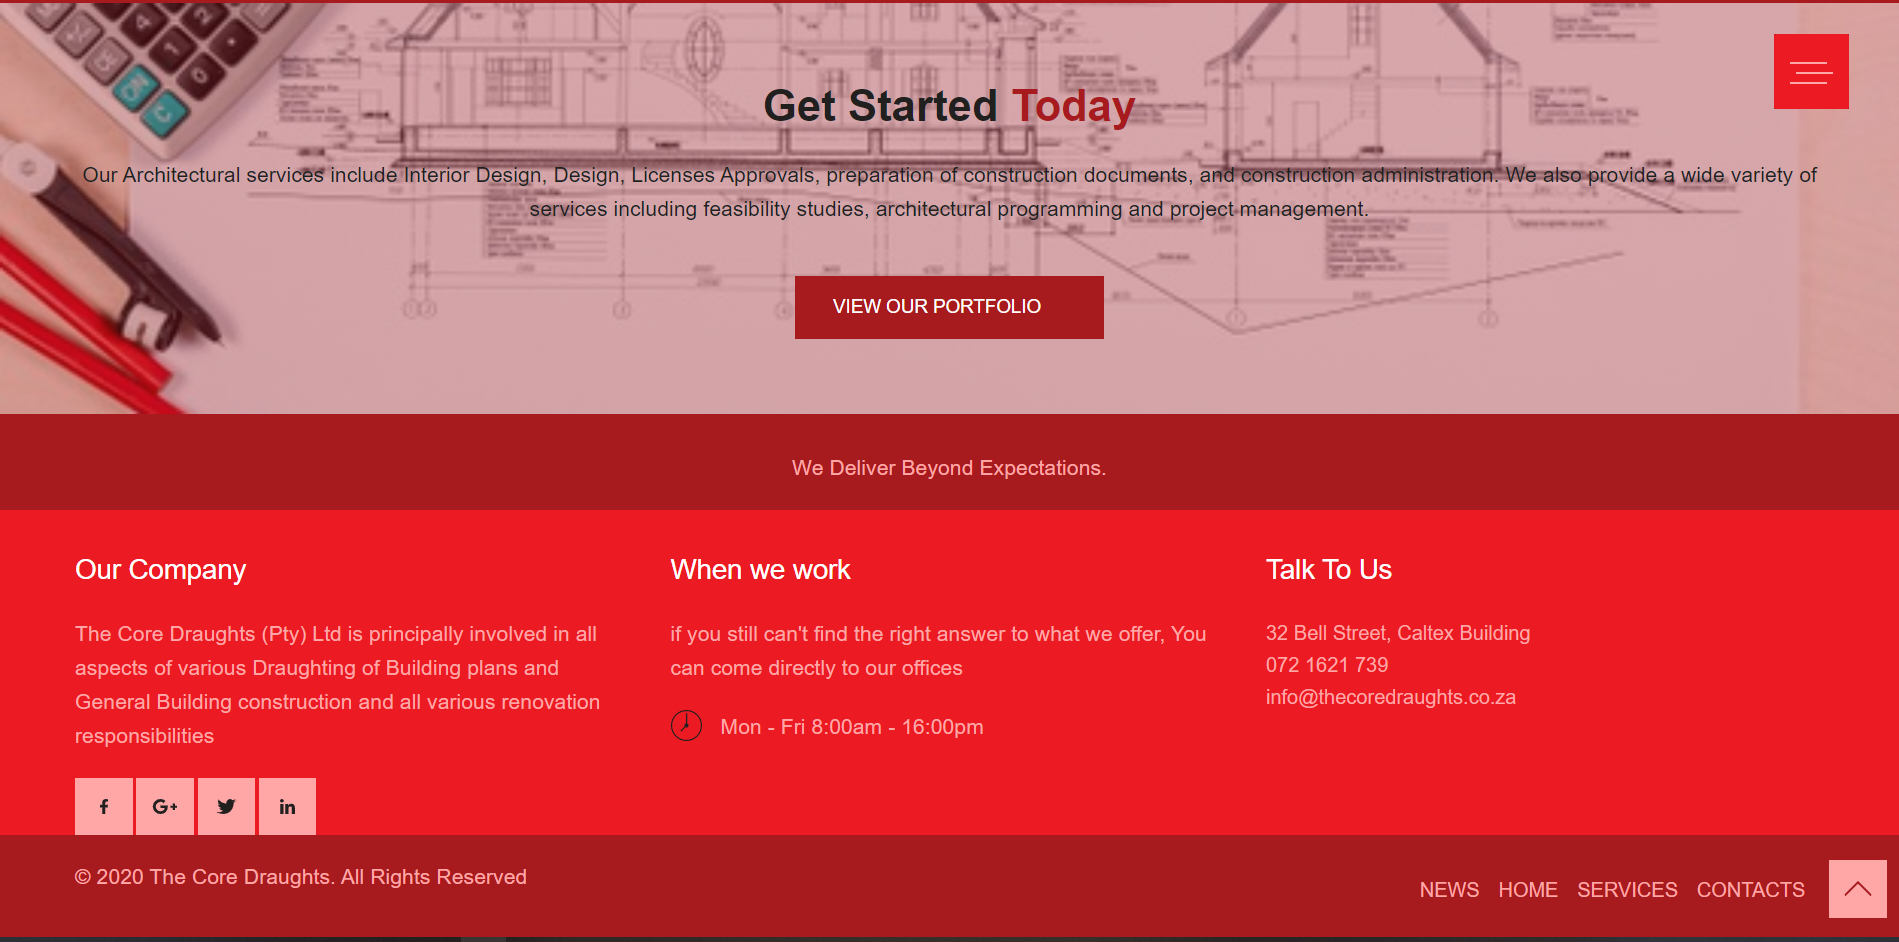 Get Started Today
Our Architectural services include Interior Design, Design, Licenses Approvals, preparation of construction documents, and construction administration. We also provide a wide variety of
services including feasibility studies, architectural programming and project management.
VIEW OUR PORTFOLIO
We Deliver Beyond Expectations.
Our Company
The Core Draughts (Pty) Ltd is principally involved in all
aspects of various Draughting of Building plans and
General Building construction and all various renovation
responsibilities
f
G+
in
When we work
if you still can't find the right answer to what we offer, You
can come directly to our offices
Mon - Fri 8:00am - 16:00pm
Talk To Us
32 Bell Street, Caltex Building
072 1621 739
info@thecoredraughts.co.za
© 2020 The Core Draughts. All Rights Reserved
NEWS HOME SERVICES CONTACTS